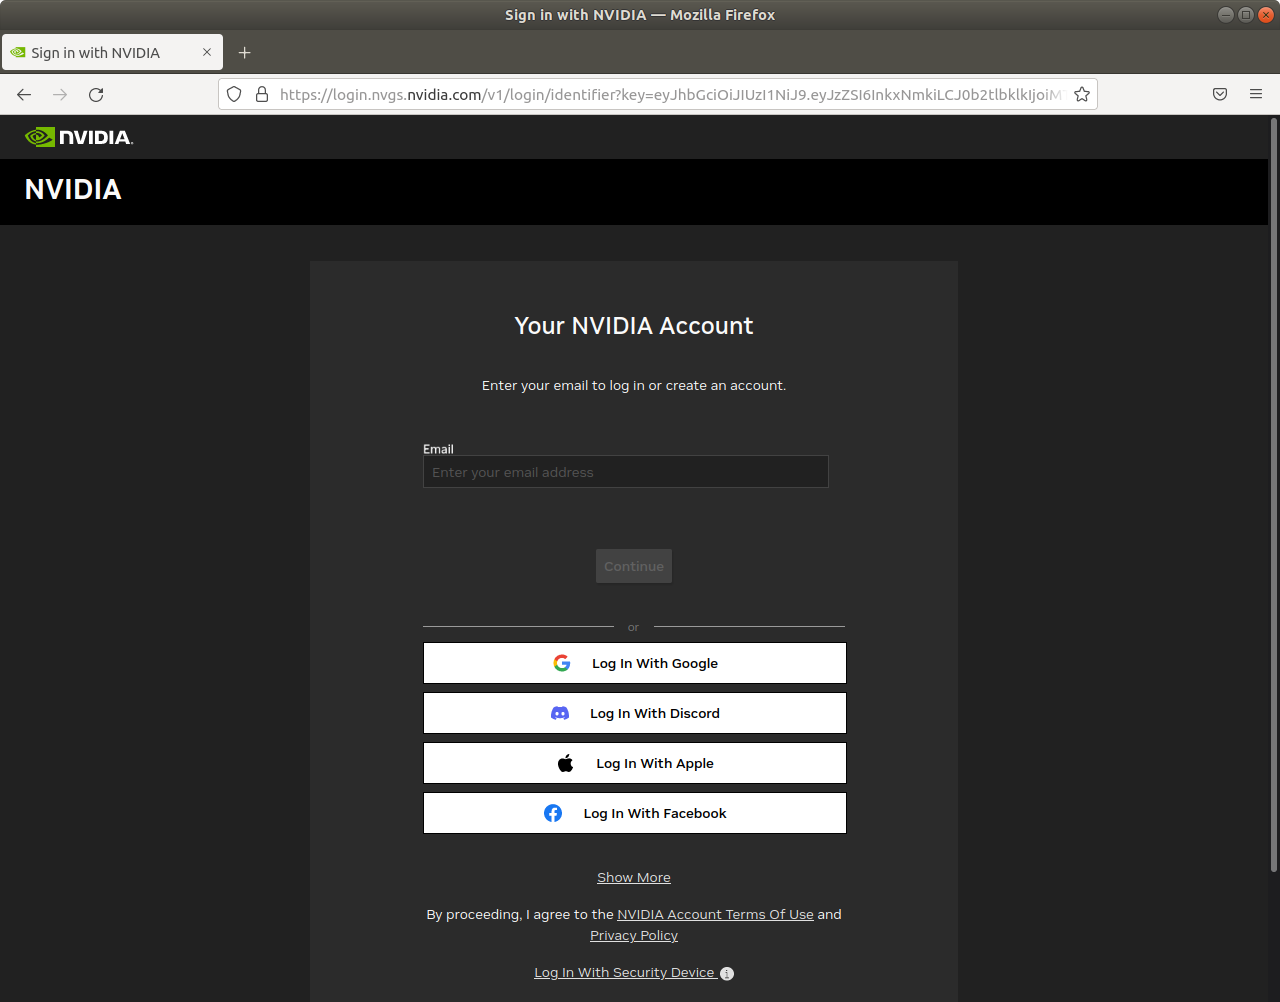 Sign in with NVIDIA — Mozilla Firefox
Sign in with NVIDIA
https://login.nvgs.nvidia.com/v1/login/identifier?key=eyJhbGciOiJIUzI1NiJ9.eyJzZSI6InkxNmkiLCJ0b2tlbklkIjoiM
NVIDIA.
NVIDIA
Your NVIDIA Account
Enter your email to log in or create an account.
Email
Enter your email address
Continue
or
Log In With Google
Log In With Discord
Log In With Apple
Log In With Facebook
Show More
By proceeding, I agree to the NVIDIA Account Terms Of Use and
Privacy Policy
Log In With Security Device